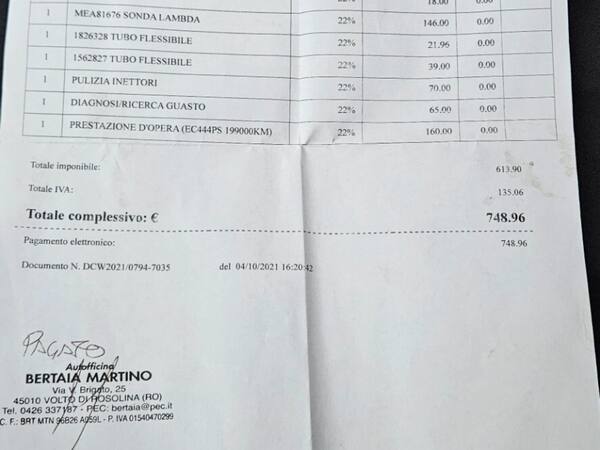 18.00 0.00
1 MEA81676 SONDA LAMBDA 22% 146.00 0.00
1 1826328 TUBO FLESSIBILE 22% 21.96 0.00
1 1562827 TUBO FLESSIBILE 22% 39.00 0.00
1 PULIZIA INETTORI 22% 70.00 0.00
1 DIAGNOSI/RICERCA GUASTO 22% 65.00 0.00
1 PRESTAZIONE D'OPERA (EC444PS 199000KM) 22% 160.00 0.00
Totale imponibile: 613.90
Totale IVA: 135.06
Totale complessivo: € 748.96
Pagamento elettronico: 748.96
Documento N. DCW2021/0794-7035 del 04/10/2021 16:20:42
PAGATO
Autofficina
BERTAIA MARTINO
Via V. Brigato, 25
45010 VOLTO DI ROSOLINA (RO)
Tel. 0426 337187 - PEC: bertaia@pec.it
C. F.: BRT MTN 96B26 A059L - P. IVA 01540470299